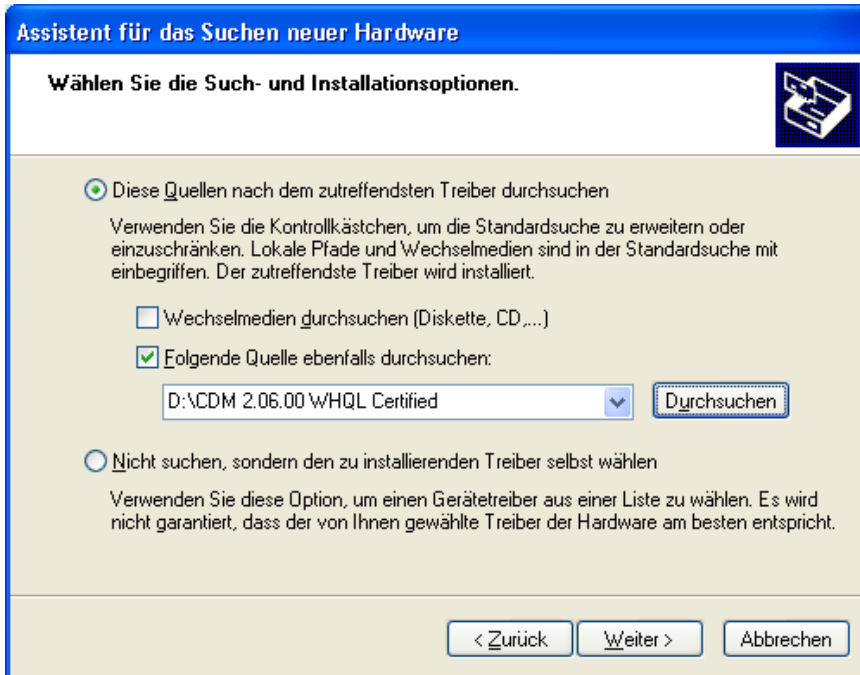 Assistent für das Suchen neuer Hardware
Wählen Sie die Such- und Installationsoptionen.
Diese Quellen nach dem zutreffendsten Treiber durchsuchen
Verwenden Sie die Kontrollkästchen, um die Standardsuche zu erweitern oder
einzuschränken. Lokale Pfade und Wechselmedien sind in der Standardsuche mit
einbegriffen. Der zutreffendste Treiber wird installiert.
Wechselmedien durchsuchen (Diskette, CD,...)
Folgende Quelle ebenfalls durchsuchen:
D:\CDM 2.06.00 WHQL Certified
Durchsuchen
Nicht suchen, sondern den zu installierenden Treiber selbst wählen
Verwenden Sie diese Option, um einen Gerätetreiber aus einer Liste zu wählen. Es wird
nicht garantiert, dass der von Ihnen gewählte Treiber der Hardware am besten entspricht.
< Zurück
Weiter >
Abbrechen